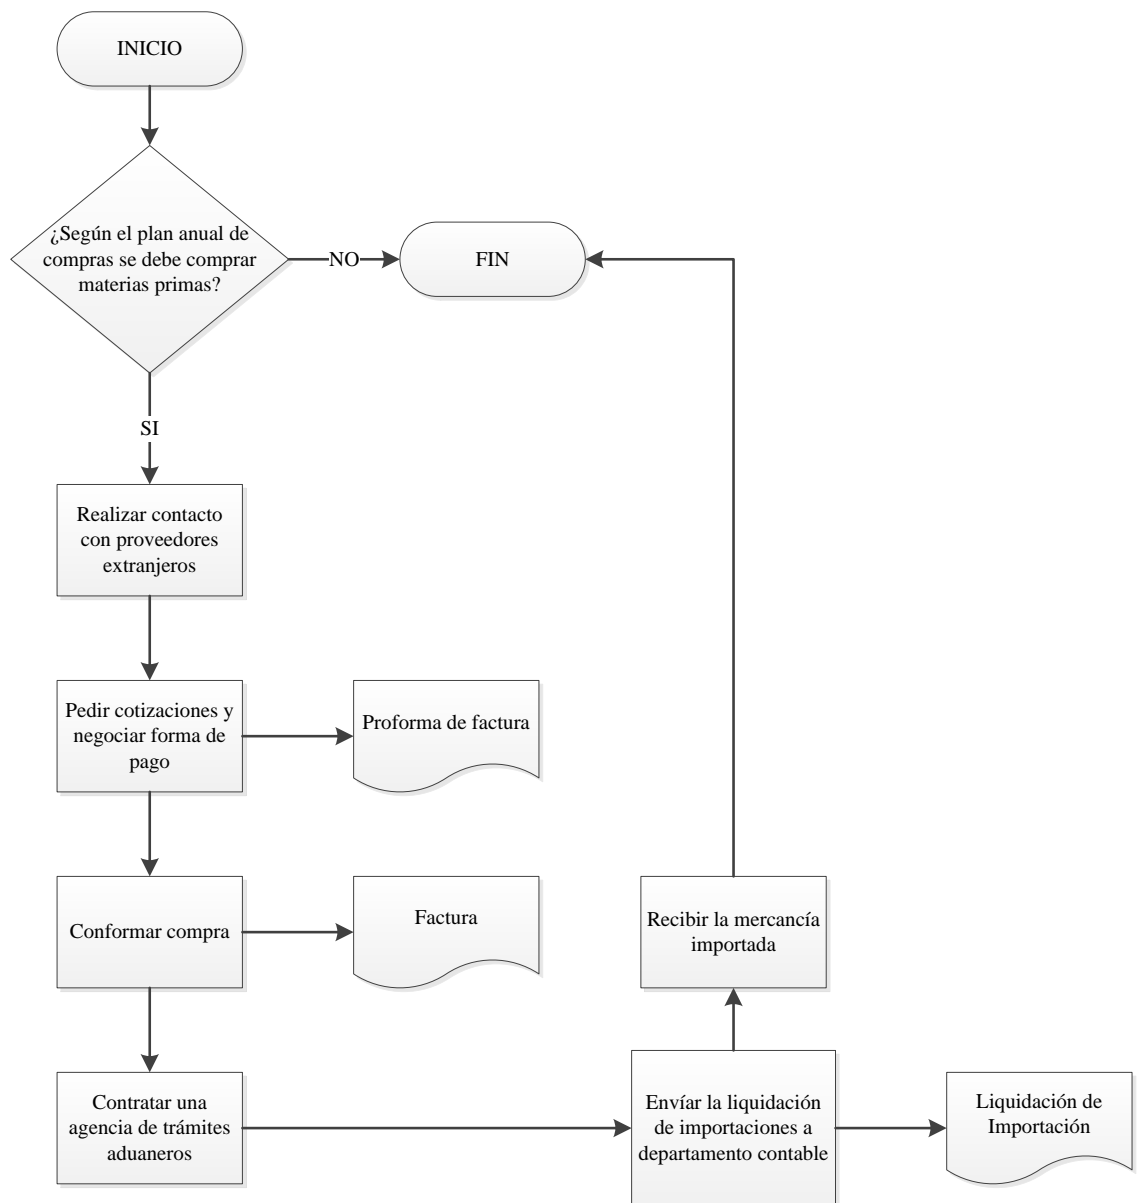 INICIO
¿Según el plan anual de
compras se debe comprar
materias primas?
NO
FIN
SI
Realizar contacto
con proveedores
extranjeros
Pedir cotizaciones y
negociar forma de
pago
Proforma de factura
Conformar compra
Factura
Recibir la mercancía
importada
Contratar una
agencia de trámites
aduaneros
Envíar la liquidación
de importaciones a
departamento contable
Liquidación de
Importación